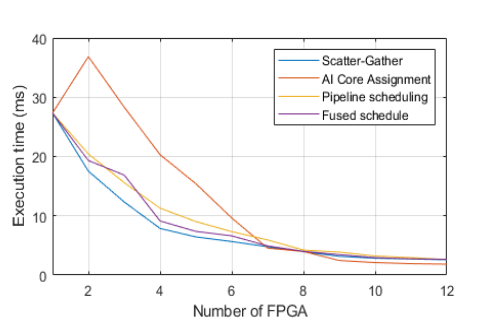 40
30
20
10
0
Execution time (ms)
Scatter-Gather
AI Core Assignment
Pipeline scheduling
Fused schedule
2 4 6 8 10 12
Number of FPGA